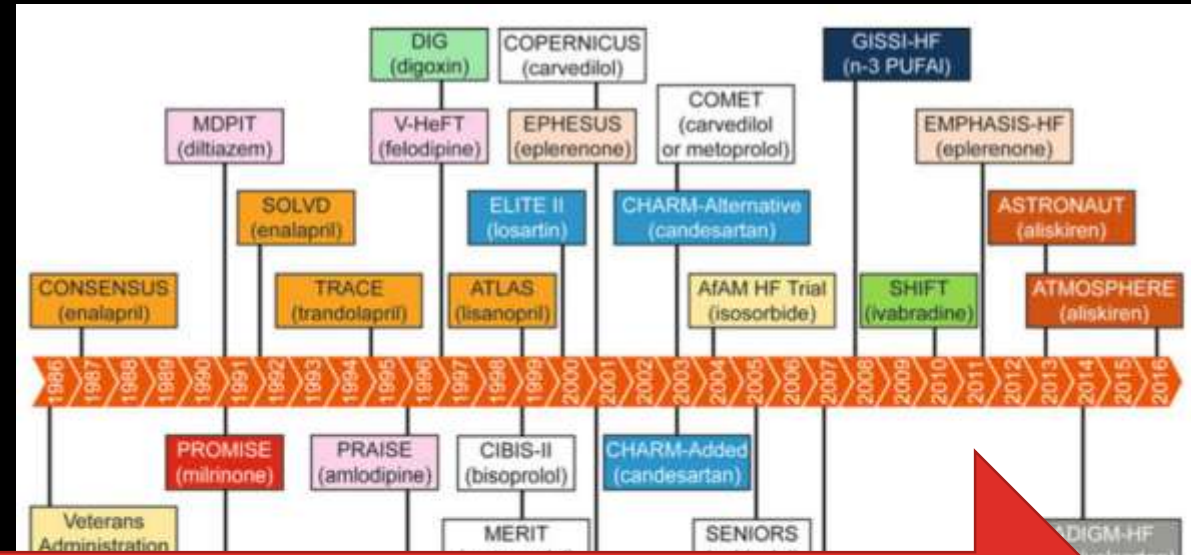 DIG
(digoxin)
COPERNICUS
(carvedilol)
GISSI-HF
(n-3 PUFAI)
MDPIT
(diltiazem)
V-HeFT
(felodipine)
EPHESUS
(eplerenone)
COMET
(carvedilol
or metoprolol)
EMPHASIS-HF
(eplerenone)
SOLVD
(enalapril)
ELITE II
(losartin)
CHARM-Alternative
(candesartan)
ASTRONAUT
(aliskiren)
CONSENSUS
(enalapril)
TRACE
(trandolapril)
ATLAS
(lisanopril)
AfAM HF Trial
(isosorbide)
SHIFT
(ivabradine)
ATMOSPHERE
(aliskiren)
1986 1987 1988 1989 1990 1991 1992 1993 1994 1995 1996 1997 1998 1999 2000 2001 2002 2003 2004 2005 2006 2007 2008 2009 2010 2011 2012 2013 2014 2015 2016
PROMISE
(milrinone)
PRAISE
(amlodipine)
CIBIS-II
(bisoprolol)
CHARM-Added
(candesartan)
Veterans
Administration
MERIT
SENIORS
ADIGM-HF